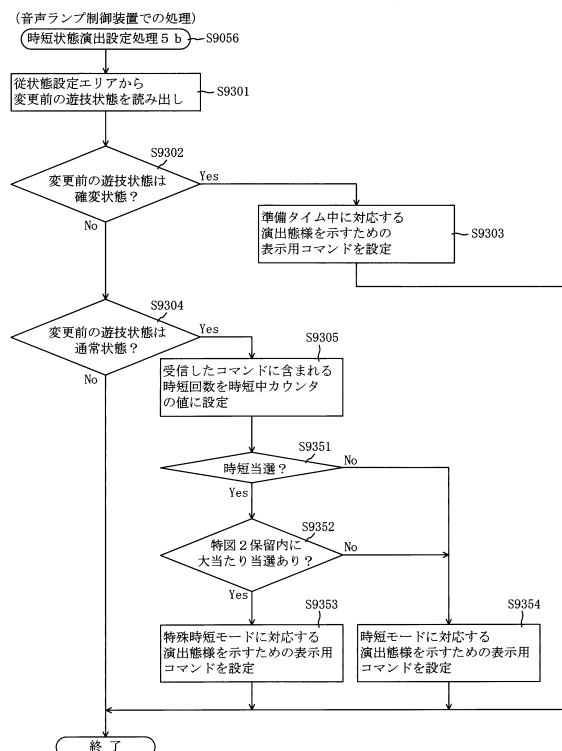 (音声ランプ制御装置での処理)
時短状態演出設定処理5b
S9056
従状態設定エリアから
変更前の遊技状態を読み出し
S9301
S9302
変更前の遊技状態は
確変状態?
Yes
No
準備タイム中に対応する
演出態様を示すための
表示用コマンドを設定
S9303
S9304
変更前の遊技状態は
通常状態?
Yes
No
S9305
受信したコマンドに含まれる
時短回数を時短中カウンタ
の値に設定
S9351
時短当選?
No
Yes
S9352
特図2保留内に
大当たり当選あり?
No
Yes
S9353
特殊時短モードに対応する
演出態様を示すための表示用
コマンドを設定
S9354
時短モードに対応する
演出態様を示すための表示用
コマンドを設定
終了